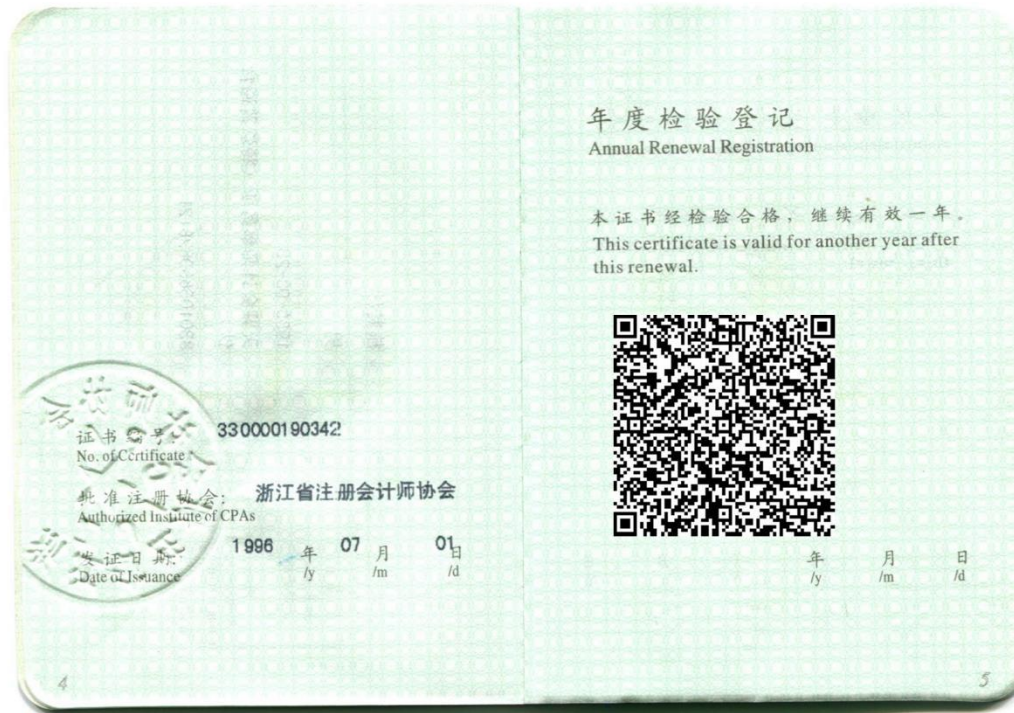 证书编号: 330000190342
No. of Certificate
批准注册协会: 浙江省注册会计师协会
Authorized Institute of CPAs
发证日期: 1996 年 07 月 01 日
Date of Issuance /y /m /d
4
年度检验登记
Annual Renewal Registration
本证书经检验合格，继续有效一年。
This certificate is valid for another year after
this renewal.
年 月 日
/y /m /d
5